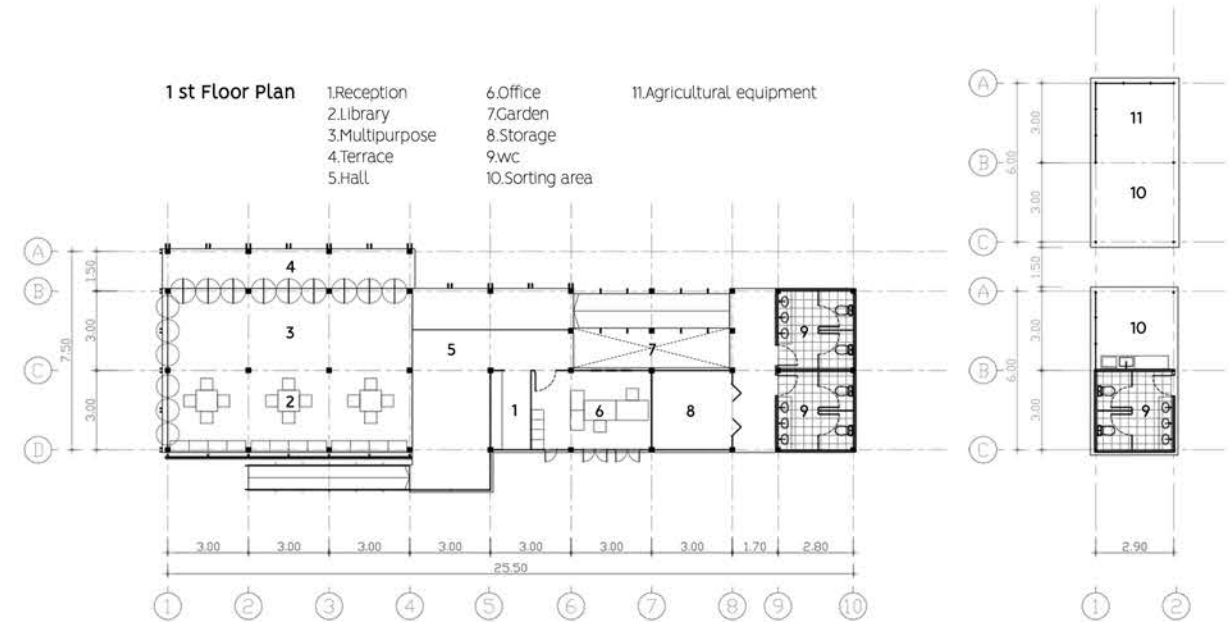 1 st Floor Plan
1.Reception
2.Library
3.Multipurpose
4.Terrace
5.Hall
6.Office
7.Garden
8.Storage
9.wc
10.Sorting area
11.Agricultural equipment
A
B
C
D
1.50
3.00
3.00
7.50
4
3
5
7
9
2
1
6
8
9
3.00 3.00 3.00 3.00 3.00 3.00 3.00 1.70 2.80
25.50
1 2 3 4 5 6 7 8 9 10
A
B
C
3.00
3.00
6.00
11
10
1.50
A
B
C
3.00
3.00
6.00
10
9
2.90
1 2